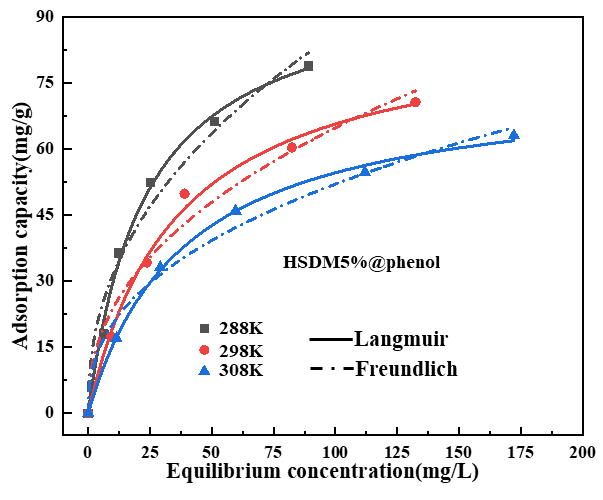 Adsorption capacity(mg/g)
90
75
60
45
30
15
0
HSDM5%@phenol
288K
298K
308K
Langmuir
Freundlich
0 25 50 75 100 125 150 175 200
Equilibrium concentration(mg/L)